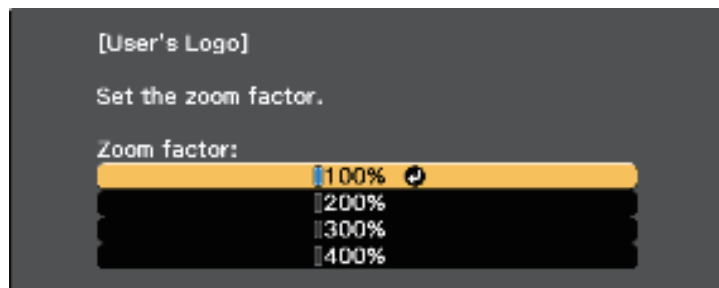 [User's Logo]
Set the zoom factor.
Zoom factor:
100%
200%
300%
400%